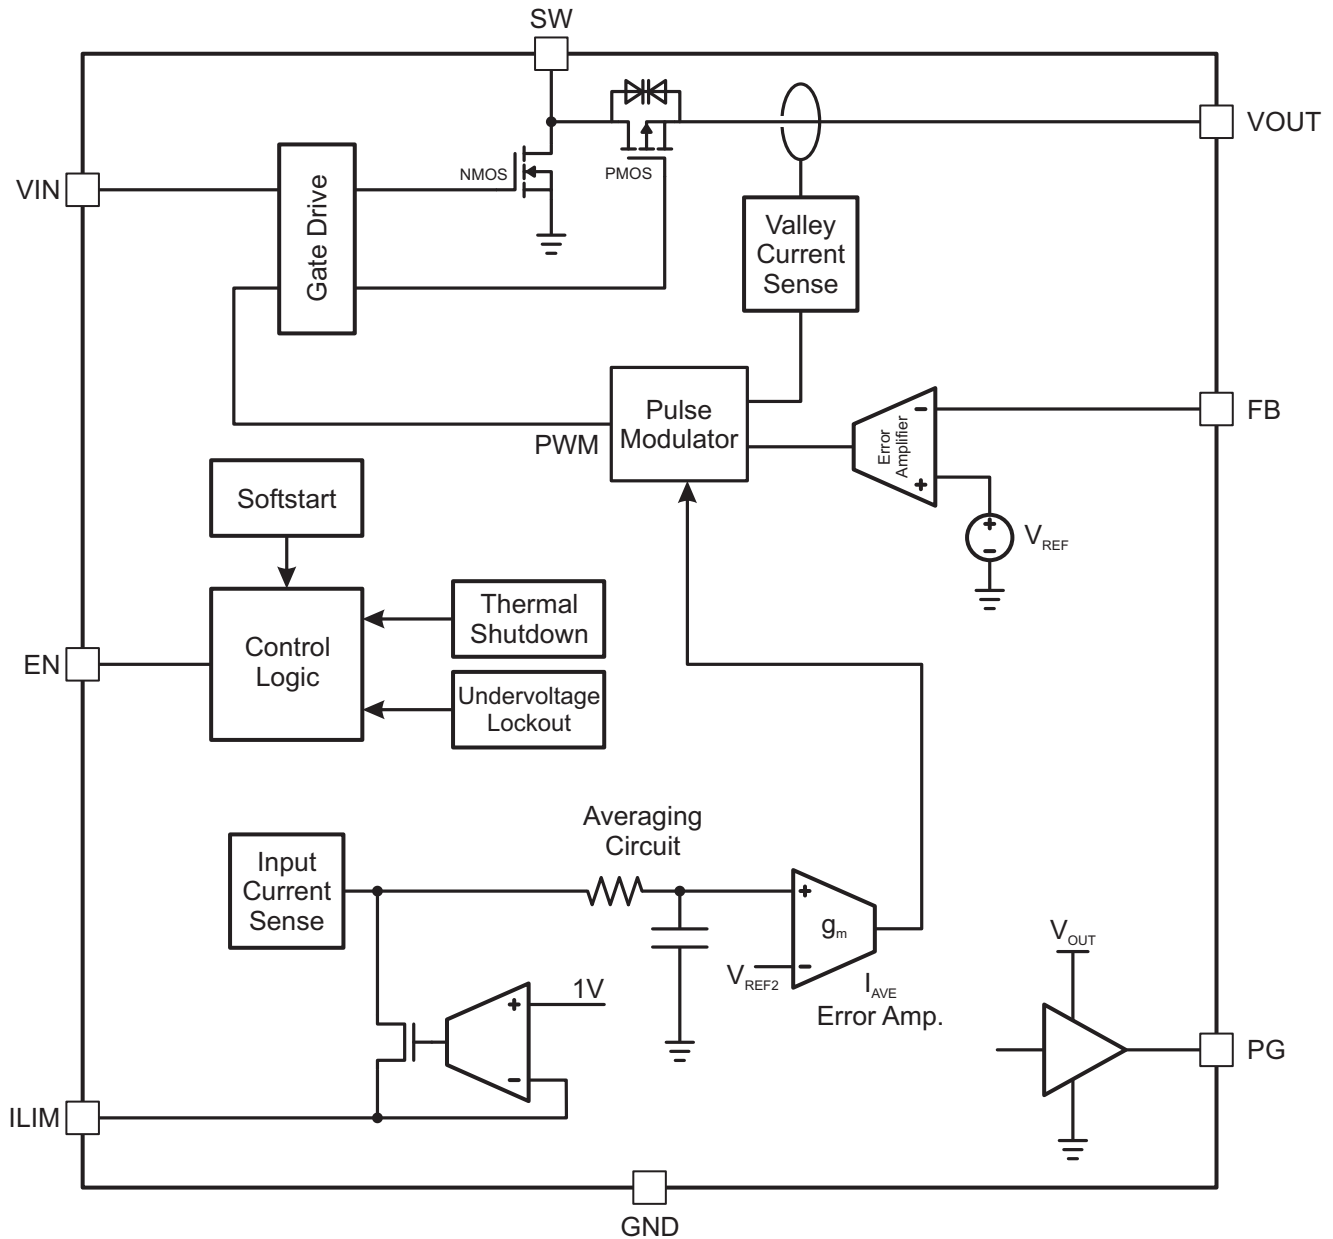 SW
VOUT
VIN
NMOS
PMOS
Gate Drive
Valley
Current
Sense
Pulse
Modulator
PWM
Error
Amplifier
-
+
FB
+
-
VREF
Softstart
Thermal
Shutdown
Control
Logic
EN
Undervoltage
Lockout
Averaging
Circuit
Input
Current
Sense
+
gm
-
VREF2
IAVE
Error Amp.
VOUT
+
1V
-
PG
ILIM
GND